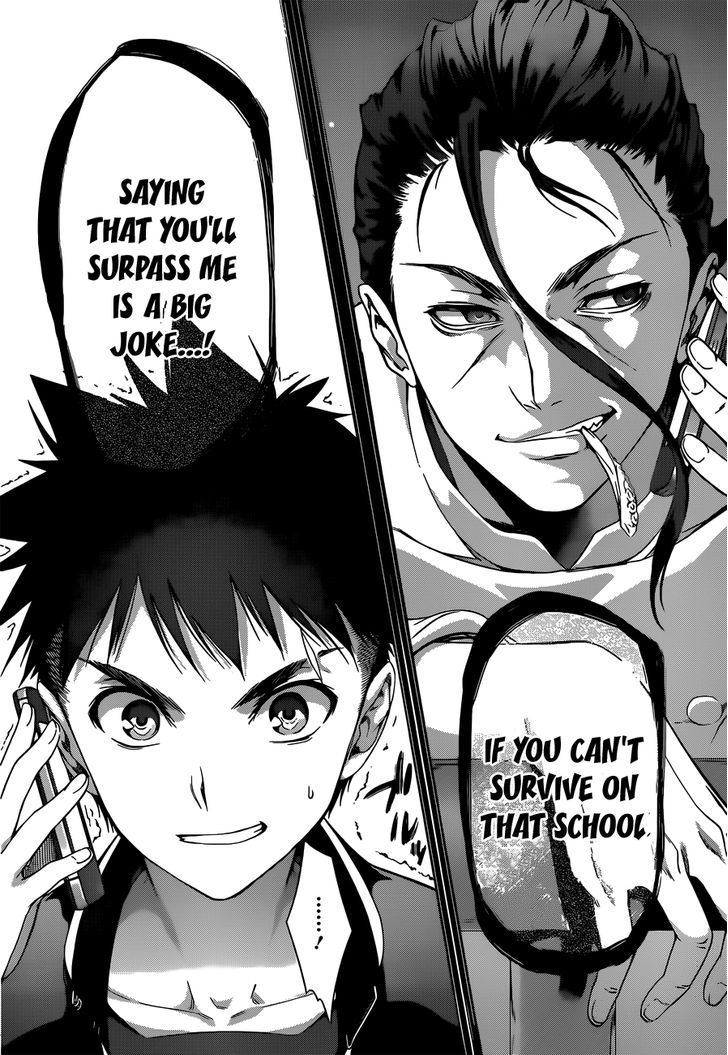 IF YOU CAN'T
SURVIVE ON
THAT SCHOOL
SAYING
THAT YOU'LL
SURPASS ME
IS A BIG
JOKE....!
......!